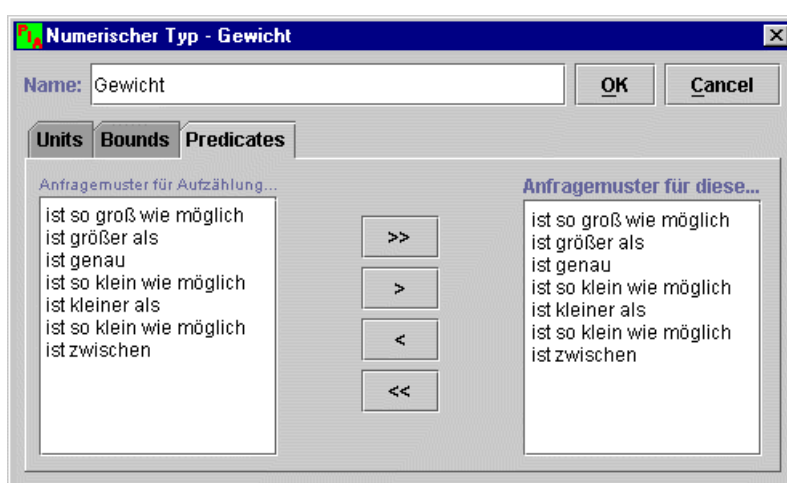 PIA Numerischer Typ - Gewicht
Name: Gewicht OK Cancel
Units Bounds Predicates
Anfragemuster für Aufzählung...
ist so groß wie möglich
ist größer als
ist genau
ist so klein wie möglich
ist kleiner als
ist so klein wie möglich
ist zwischen
>>
>
<
<<
Anfragemuster für diese...
ist so groß wie möglich
ist größer als
ist genau
ist so klein wie möglich
ist kleiner als
ist so klein wie möglich
ist zwischen